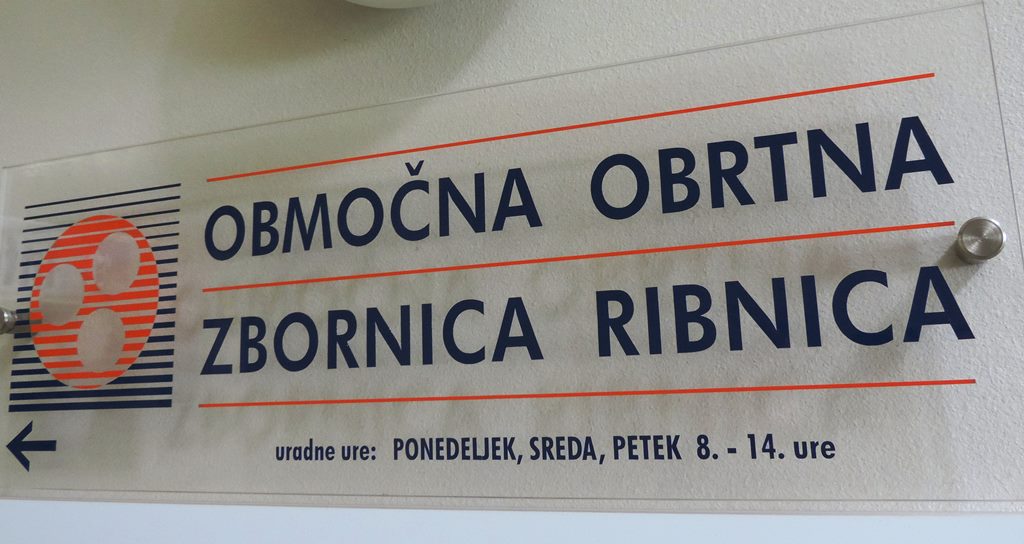 OBMOČNA OBRTNA
ZBORNICA RIBNICA
uradne ure: PONEDELJEK, SREDA, PETEK 8. - 14. ure